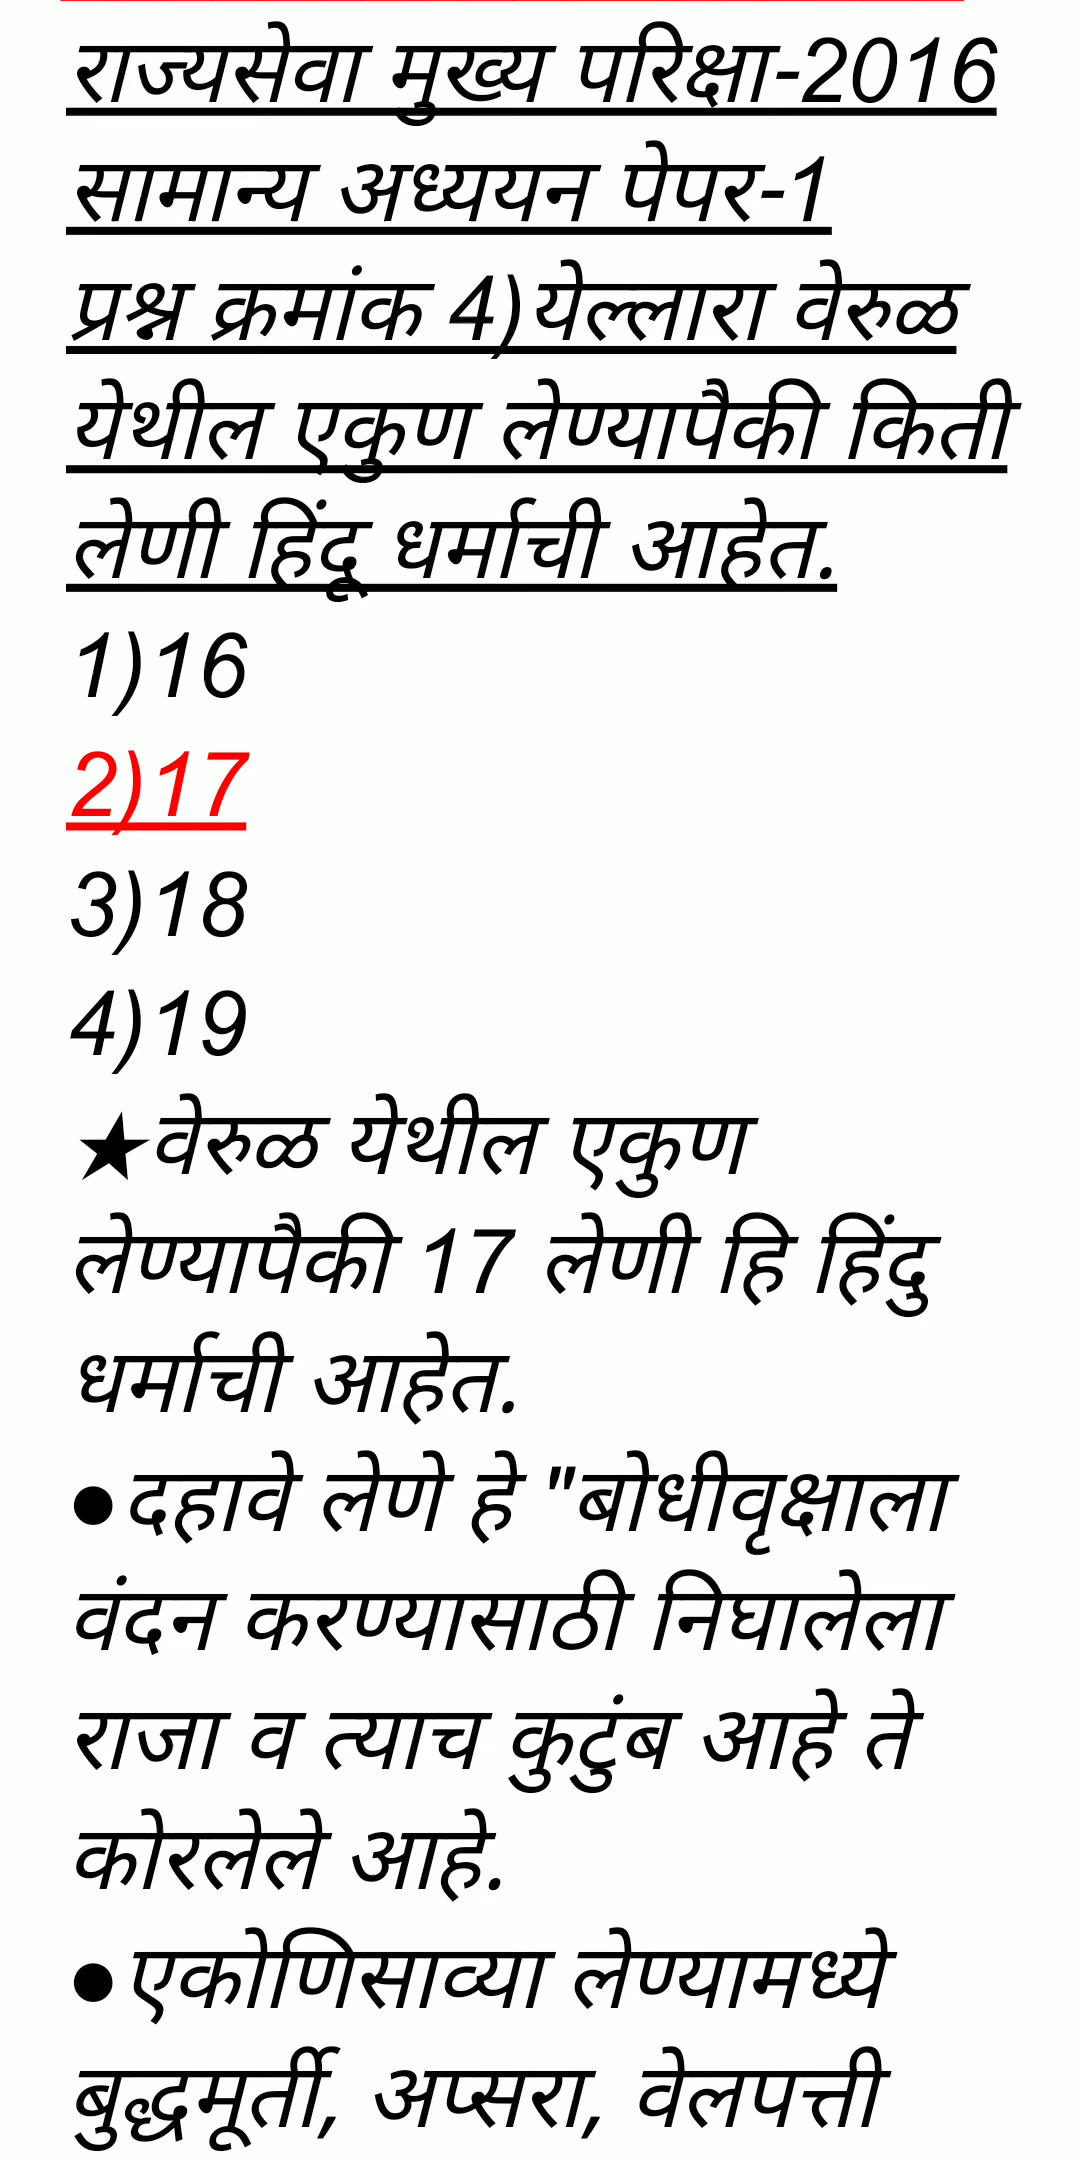 राज्यसेवा मुख्य परिक्षा-2016
सामान्य अध्ययन पेपर-1
प्रश्न क्रमांक 4)येल्लारा वेरुळ
येथील एकुण लेण्यापैकी किती
लेणी हिंदू धर्माची आहेत.
1)16
2)17
3)18
4)19
★वेरुळ येथील एकुण
लेण्यापैकी 17 लेणी हि हिंदु
धर्माची आहेत.
●दहावे लेणे हे "बोधीवृक्षाला
वंदन करण्यासाठी निघालेला
राजा व त्याच कुटुंब आहे ते
कोरलेले आहे.
●एकोणिसाव्या लेण्यामध्ये
बुद्धमूर्ती, अप्सरा, वेलपत्ती